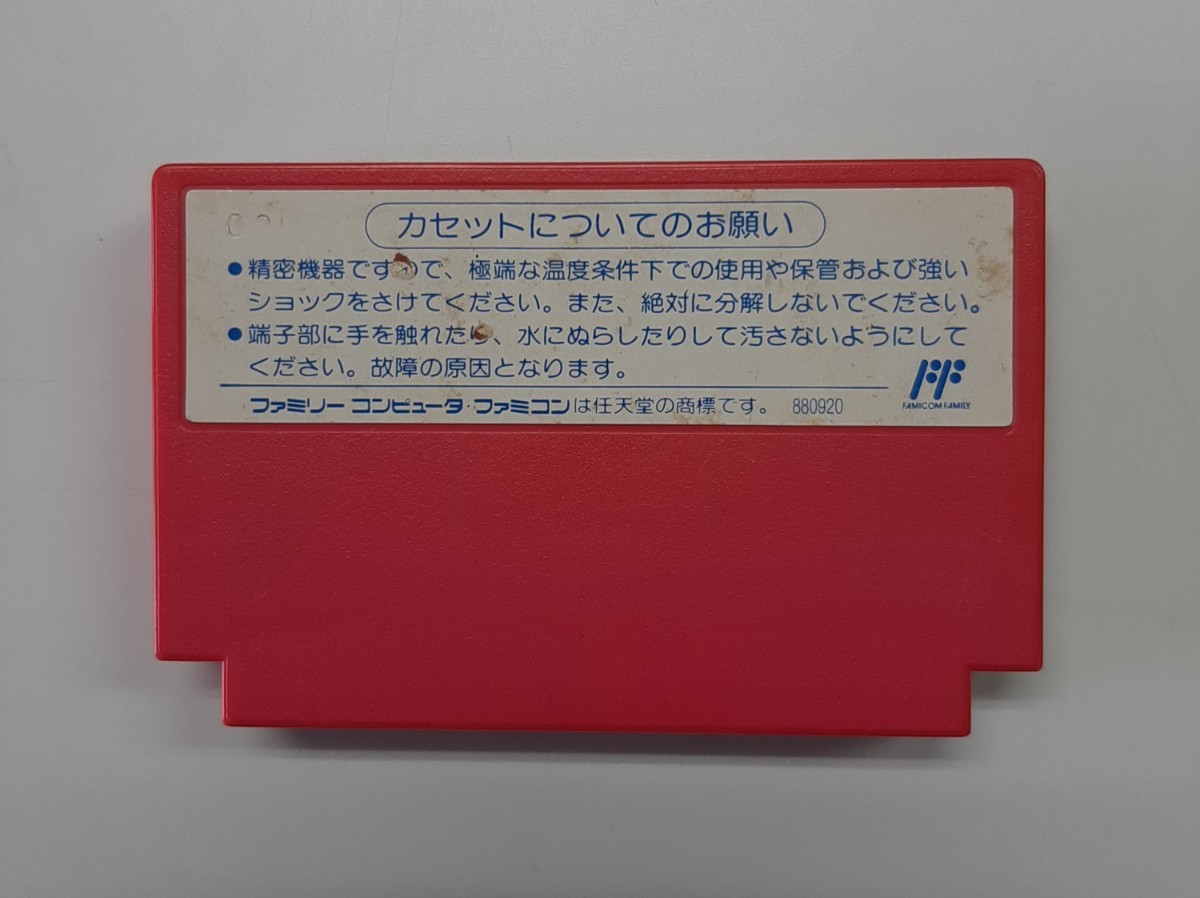 カセットについてのお願い
●精密機器ですので、極端な温度条件下での使用や保管および強い
ショックをさけてください。また、絶対に分解しないでください。
●端子部に手を触れたり、水にぬらしたりして汚さないようにして
ください。故障の原因となります。
FAMICOM FAMILY
ファミリーコンピュータ・ファミコンは任天堂の商標です。 880920